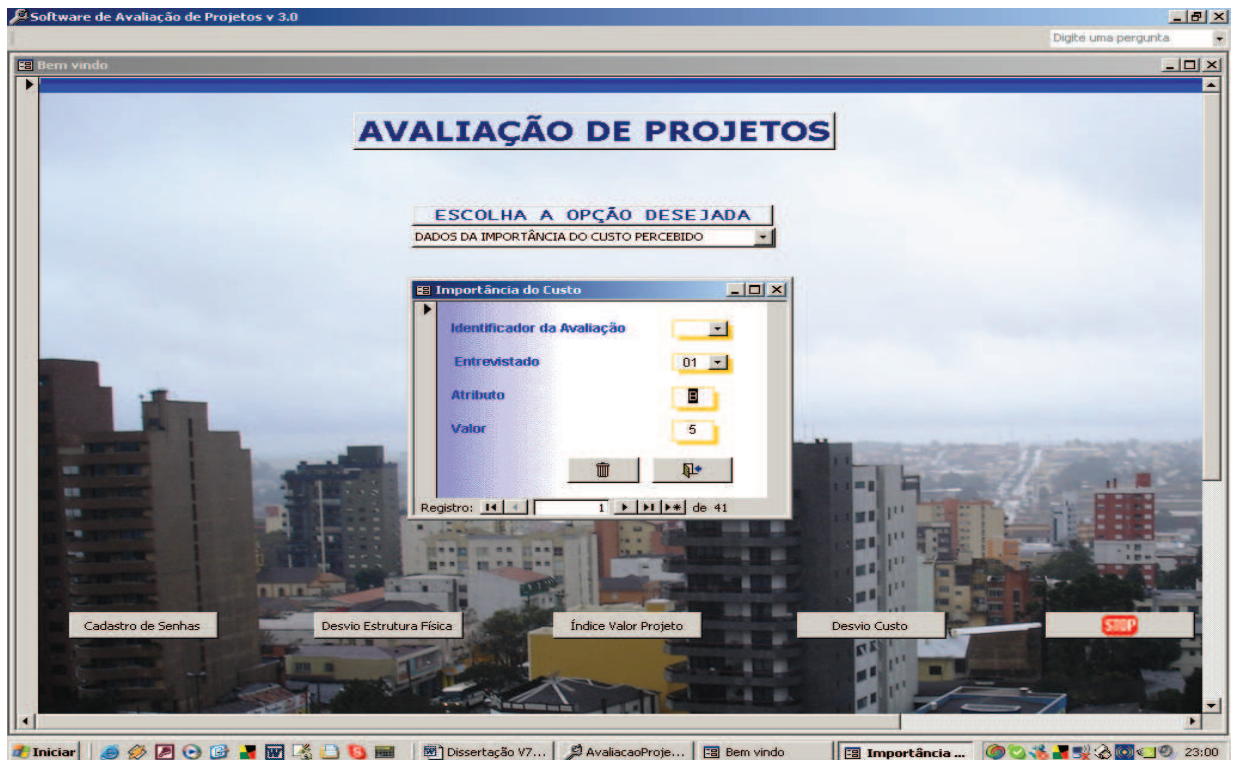 Software de Avaliação de Projetos v 3.0
Digite uma pergunta
Bem vindo
AVALIAÇÃO DE PROJETOS
ESCOLHA A OPÇÃO DESEJADA
DADOS DA IMPORTÂNCIA DO CUSTO PERCEBIDO
Importância do Custo
Identificador da Avaliação
Entrevistado 01
Atributo B
Valor 5
Registro: 1 de 41
Cadastro de Senhas Desvio Estrutura Física Índice Valor Projeto Desvio Custo STOP
Iniciar Dissertação V7... AvaliacaoProje... Bem vindo Importância ... 23:00